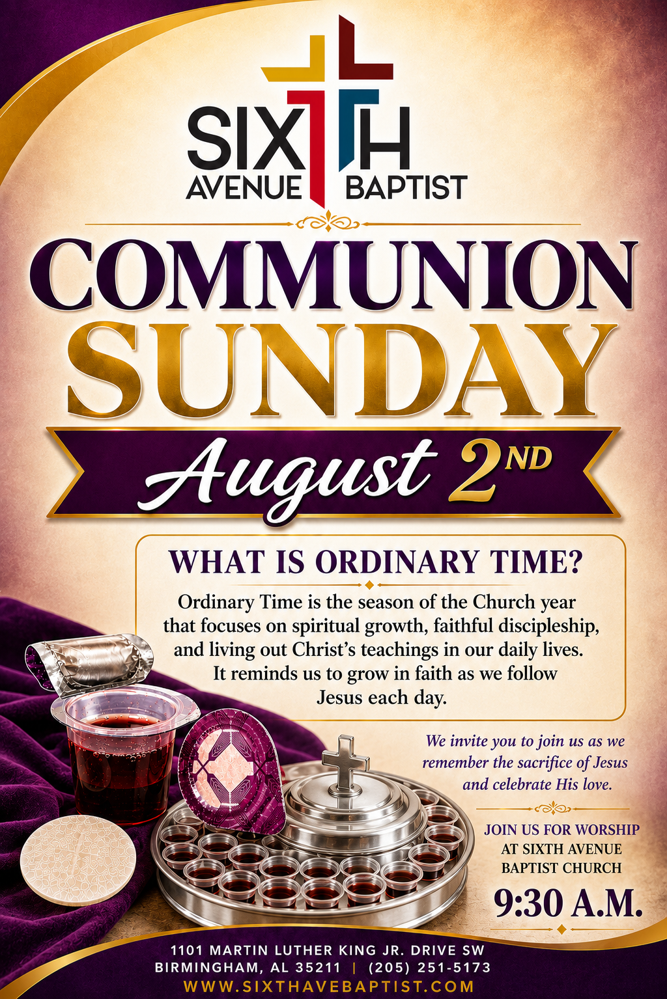 SIXTH
AVENUE BAPTIST
COMMUNION
SUNDAY
August 2ND
WHAT IS ORDINARY TIME?
Ordinary Time is the season of the Church year
that focuses on spiritual growth, faithful discipleship,
and living out Christ's teachings in our daily lives.
It reminds us to grow in faith as we follow
Jesus each day.
We invite you to join us as we
remember the sacrifice of Jesus
and celebrate His love.
JOIN US FOR WORSHIP
AT SIXTH AVENUE
BAPTIST CHURCH
9:30 A.M.
1101 MARTIN LUTHER KING JR. DRIVE SW
BIRMINGHAM, AL 35211 | (205) 251-5173
WWW.SIXTHAVEBAPTIST.COM